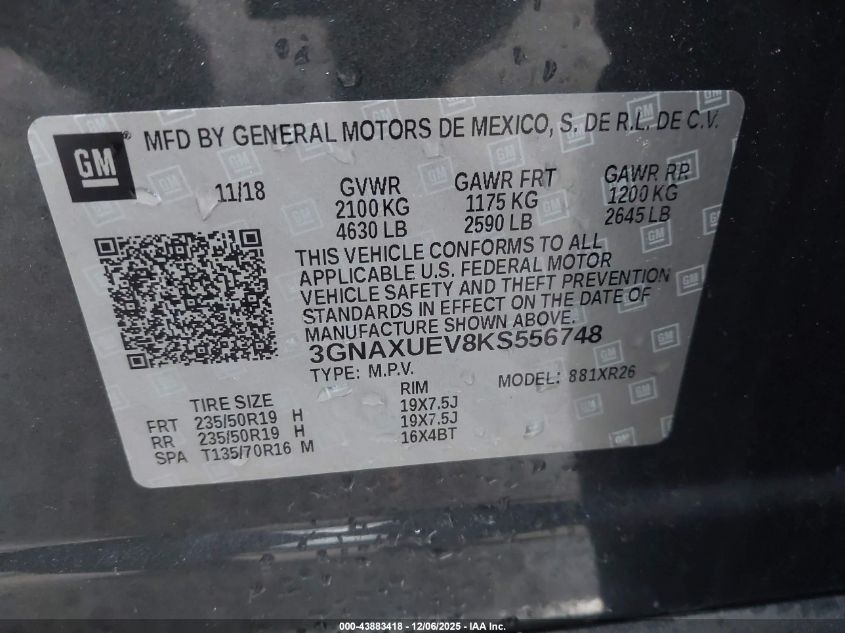 GM
MFD BY GENERAL MOTORS DE MEXICO, S. DE R.L. DE C.V.
11/18 GVWR GAWR FRT GAWR RR
2100 KG 1175 KG 1200 KG
4630 LB 2590 LB 2645 LB
THIS VEHICLE CONFORMS TO ALL
APPLICABLE U.S. FEDERAL MOTOR
VEHICLE SAFETY AND THEFT PREVENTION
STANDARDS IN EFFECT ON THE DATE OF
MANUFACTURE SHOWN ABOVE.
3GNAXUEV8KS556748
TYPE: M.P.V. MODEL: 881XR26
TIRE SIZE RIM
FRT 235/50R19 H 19X7.5J
RR 235/50R19 H 19X7.5J
SPA T135/70R16 M 16X4BT
000-43883418 - 12/06/2025 - IAA Inc.